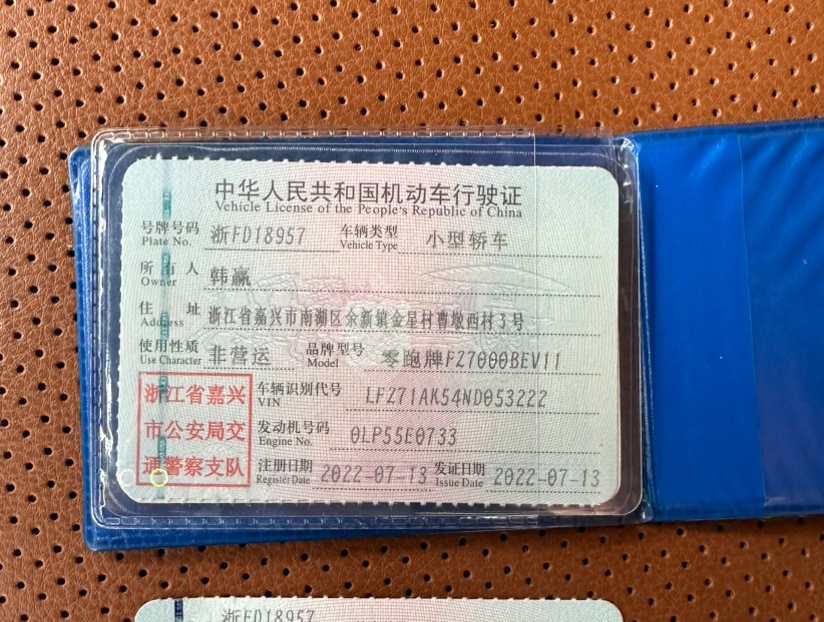 中华人民共和国机动车行驶证
Vehicle License of the People's Republic of China
号牌号码 浙FD18957 车辆类型 小型轿车
Plate No. Vehicle Type
所有人 韩赢
Owner
住址 浙江省嘉兴市南湖区余新镇金星村曹墩西村3号
Address
使用性质 非营运 品牌型号 零跑牌FZ7000BEV11
Use Character Model
浙江省嘉兴
市公安局交
通警察支队
车辆识别代号 LFZ71AK54ND053222
VIN
发动机号码 0LP55E0733
Engine No.
注册日期 2022-07-13 发证日期 2022-07-13
Register Date Issue Date
浙FD18957